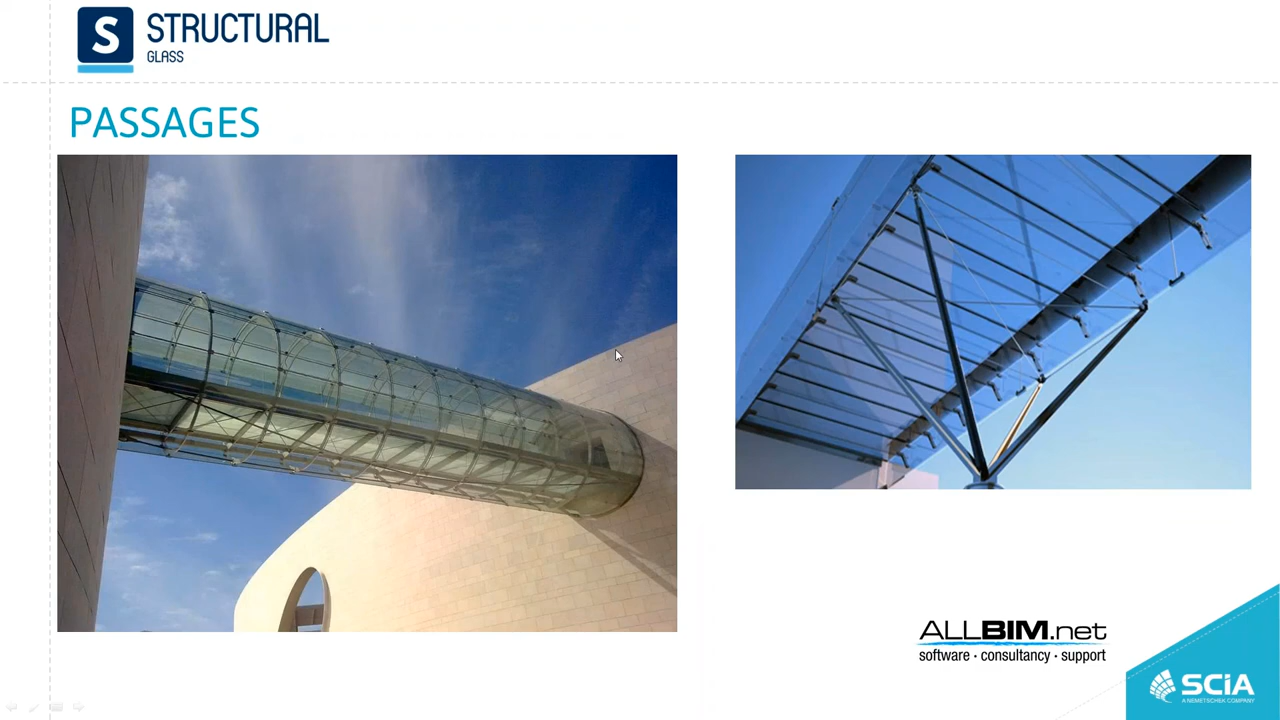 S STRUCTURAL
GLASS
PASSAGES
ALLBIM.net
software · consultancy · support
SCiA
A NEMETSCHEK COMPANY